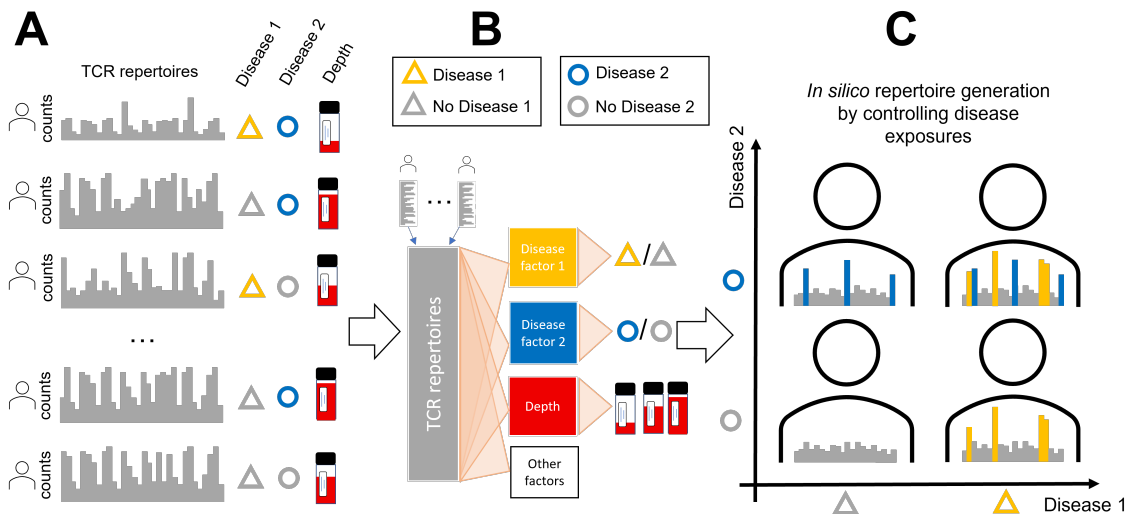 A
TCR repertoires
Disease 1
Disease 2
Depth
counts
counts
counts
...
counts
counts
B
Disease 1
No Disease 1
Disease 2
No Disease 2
...
TCR repertoires
Disease
factor 1
/
Disease
factor 2
/
Depth
Other
factors
C
In silico repertoire generation
by controlling disease
exposures
Disease 2
Disease 1